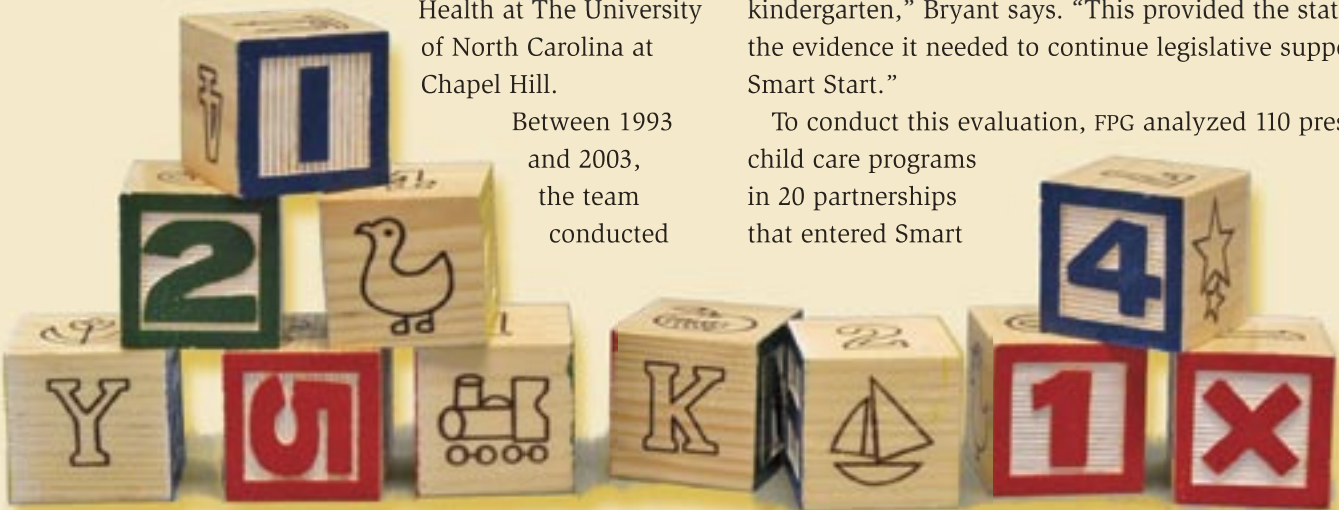 Health at The University
of North Carolina at
Chapel Hill.
Between 1993
and 2003,
the team
conducted
kindergarten,” Bryant says. “This provided the
the evidence it needed to continue legislative
Smart Start.”
To conduct this evaluation, FPG analyzed 110
child care programs
in 20 partnerships
that entered Smart
4
2
4
Y
5
K
1
X